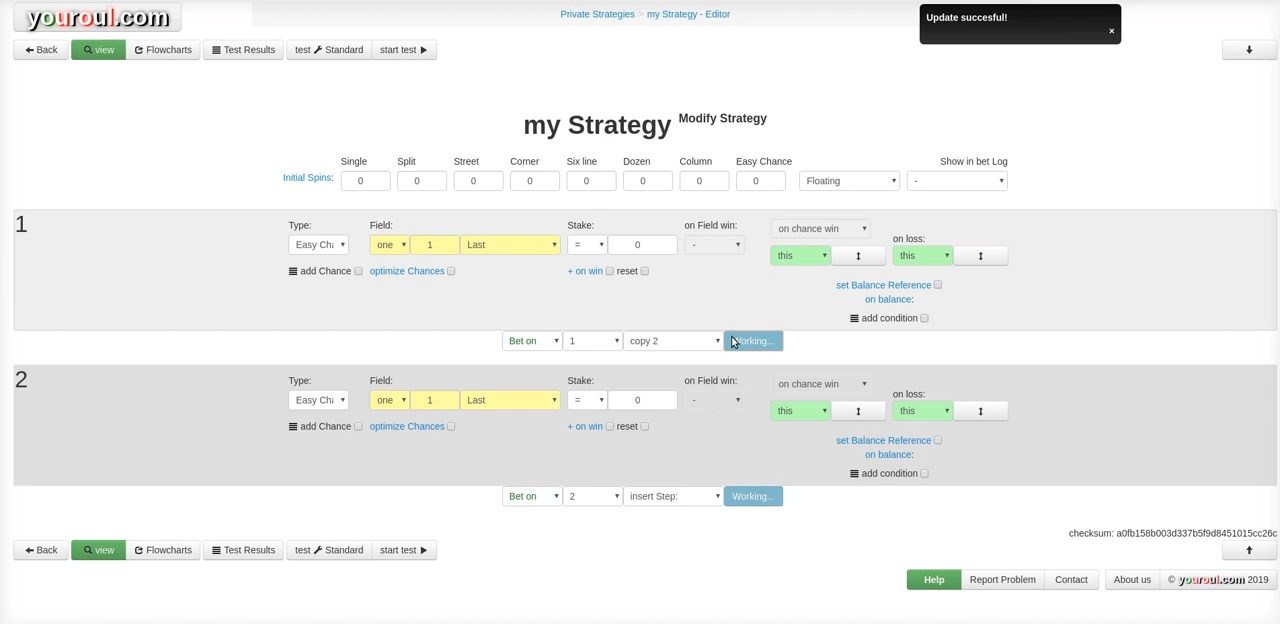 youroul.com
Private Strategies > my Strategy - Editor
Update succesful!
×
Back view Flowcharts Test Results test Standard start test
my Strategy Modify Strategy
Single Split Street Corner Six line Dozen Column Easy Chance Show in bet Log
Initial Spins: 0 0 0 0 0 0 0 0 Floating -
1
Type: Field: Stake: on Field win: on chance win
on loss:
Easy Cha one 1 Last = 0 - this this
add Chance optimize Chances + on win reset
set Balance Reference
on balance:
add condition
Bet on 1 copy 2 Working...
2
Type: Field: Stake: on Field win: on chance win
on loss:
Easy Cha one 1 Last = 0 - this this
add Chance optimize Chances + on win reset
set Balance Reference
on balance:
add condition
Bet on 2 insert Step: Working...
checksum: a0fb158b003d337b5f9d8451015cc26c
Back view Flowcharts Test Results test Standard start test
Help Report Problem Contact About us © youroul.com 2019